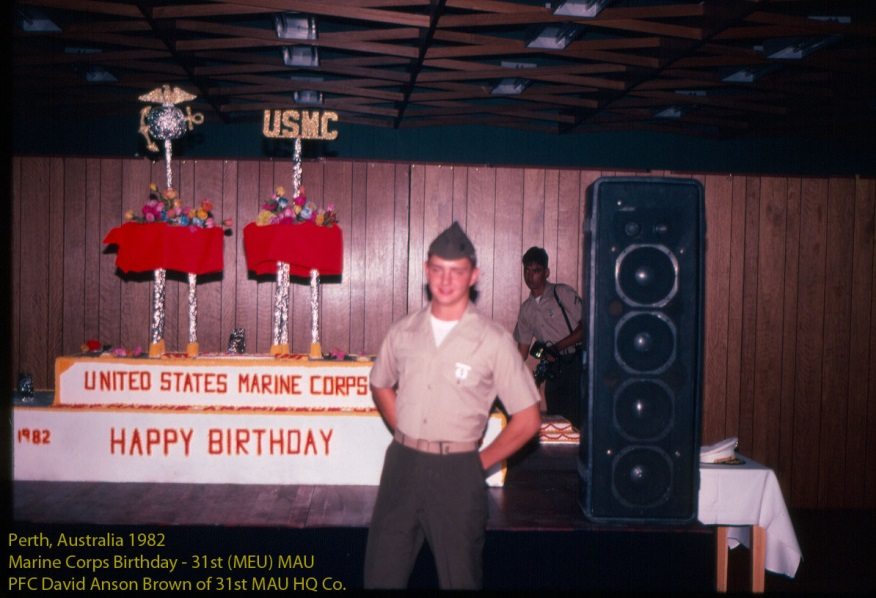 USMC
UNITED STATES MARINE CORPS
1982 HAPPY BIRTHDAY
Perth, Australia 1982
Marine Corps Birthday - 31st (MEU) MAU
PFC David Anson Brown of 31st MAU HQ Co.